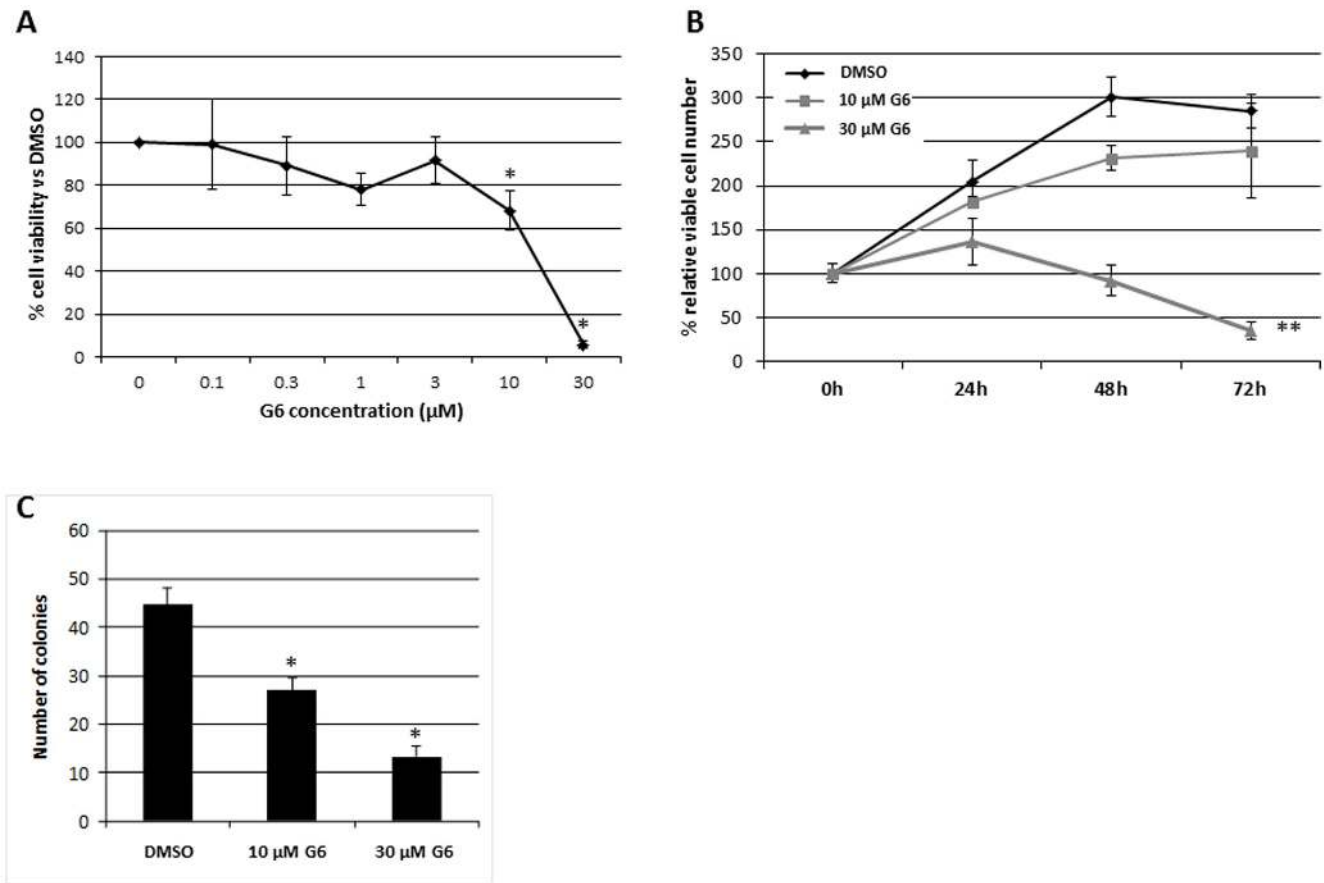 A
% cell viability vs DMSO
140
120
100
80
60
40
20
0
*
*
0 0.1 0.3 1 3 10 30
G6 concentration (µM)
B
% relative viable cell number
350
300
250
200
150
100
50
0
DMSO
10 µM G6
30 µM G6
**
0h 24h 48h 72h
C
Number of colonies
60
50
40
30
20
10
0
*
*
DMSO 10 µM G6 30 µM G6